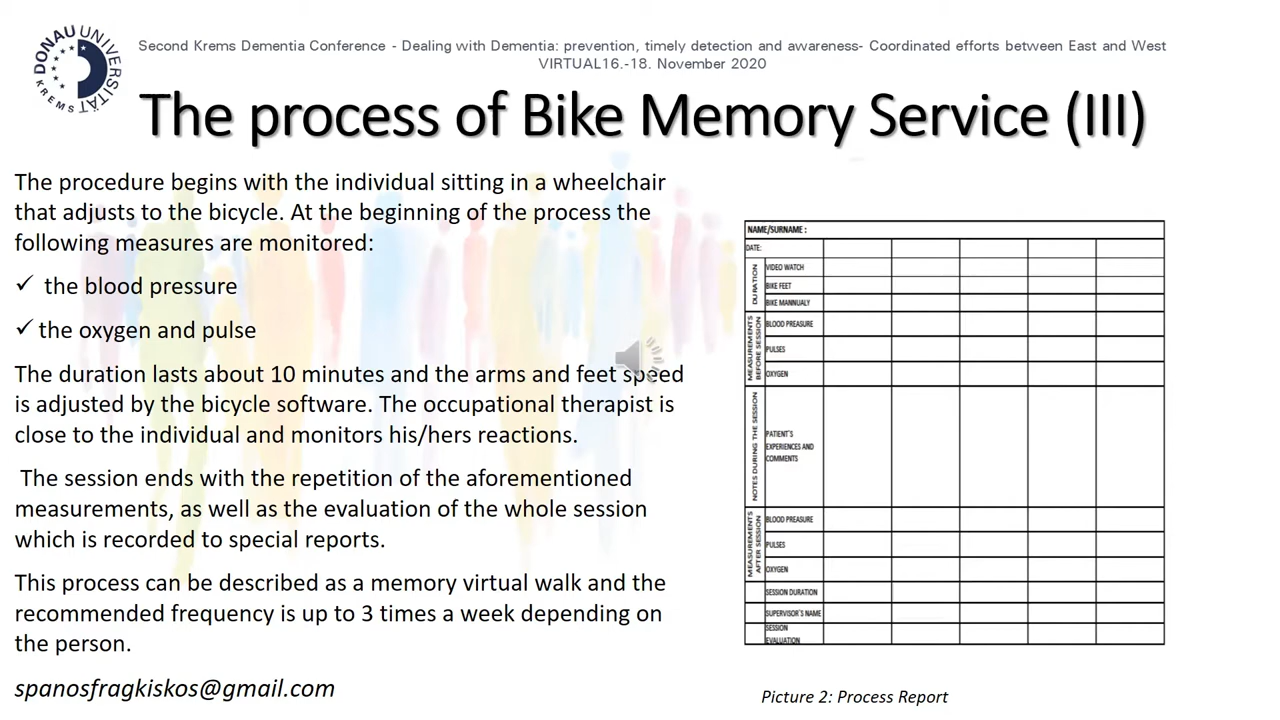 DONAU UNIVERSITÄT
KREMS
Second Krems Dementia Conference - Dealing with Dementia: prevention, timely detection and awareness- Coordinated efforts between East and West
VIRTUAL16.-18. November 2020
The process of Bike Memory Service (III)
The procedure begins with the individual sitting in a wheelchair
that adjusts to the bicycle. At the beginning of the process the
following measures are monitored:
✓ the blood pressure
✓ the oxygen and pulse
The duration lasts about 10 minutes and the arms and feet speed
is adjusted by the bicycle software. The occupational therapist is
close to the individual and monitors his/hers reactions.
The session ends with the repetition of the aforementioned
measurements, as well as the evaluation of the whole session
which is recorded to special reports.
This process can be described as a memory virtual walk and the
recommended frequency is up to 3 times a week depending on
the person.
spanosfragkiskos@gmail.com
NAME/SURNAME :
DATE:
DURATION
VIDEO WATCH
BIKE FEET
BIKE MANNUALY
MEASUREMENTS
BEFORE SESSION
BLOOD PREASURE
PULSES
OXYGEN
NOTES DURING THE SESSION
PATIENT'S
EXPERIENCES AND
COMMENTS
MEASUREMENTS
AFTER SESSION
BLOOD PREASURE
PULSES
OXYGEN
SESSION DURATION
SUPERVISOR'S NAME
SESSION
EVALUATION
Picture 2: Process Report